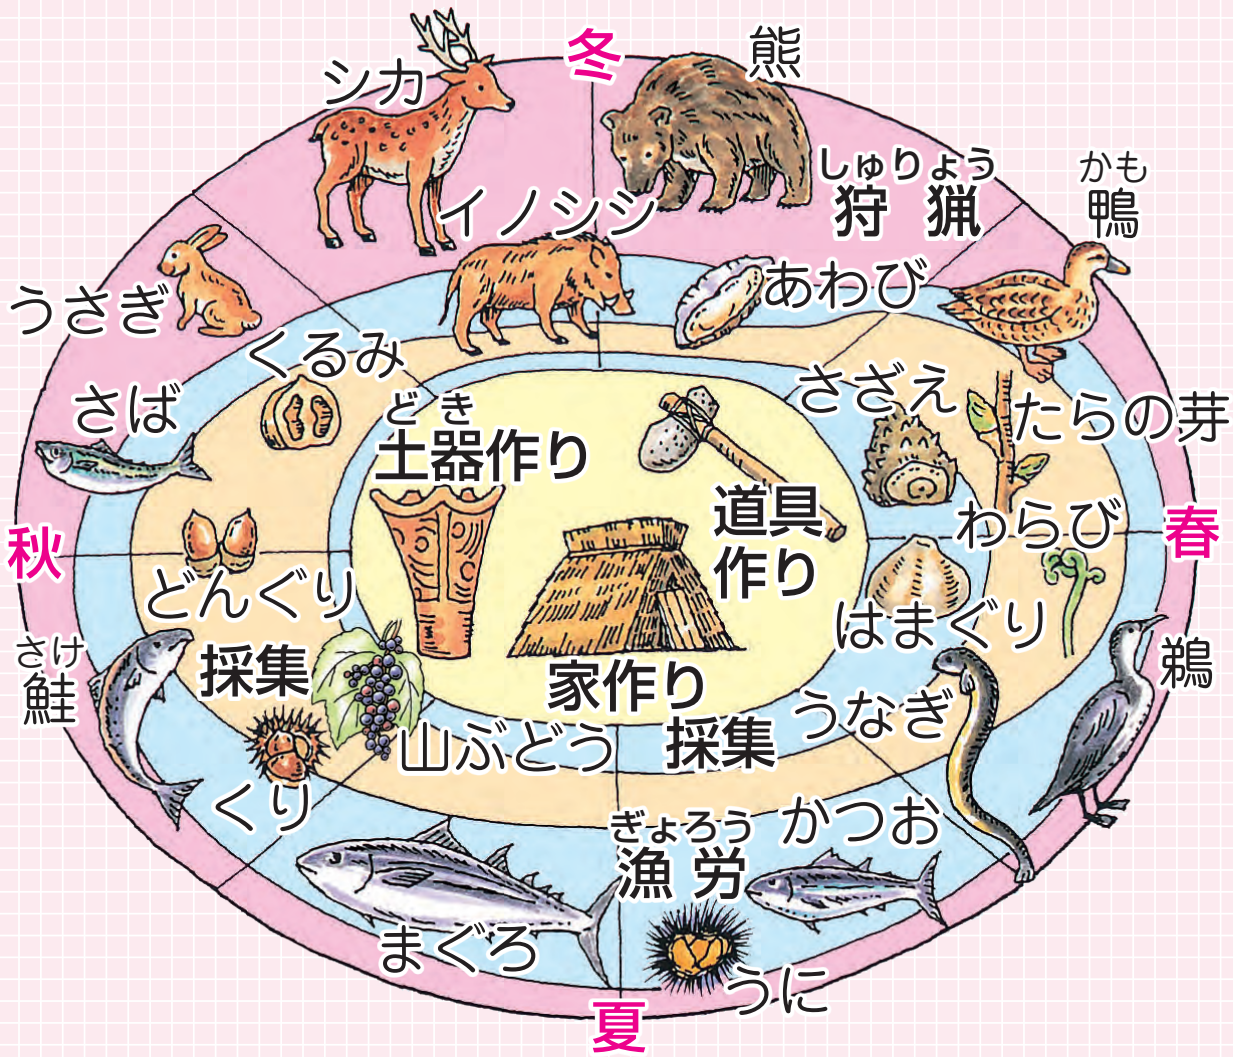 冬
シカ
熊
しゅりょう
狩猟
かも
鴨
イノシシ
あわび
うさぎ
くるみ
さば
どき
土器作り
さざえ
たらの芽
道具
作り
わらび
春
秋
どんぐり
はまぐり
さけ
鮭
採集
家作り
鵜
うなぎ
山ぶどう
採集
くり
ぎょろう
漁労
かつお
まぐろ
うに
夏